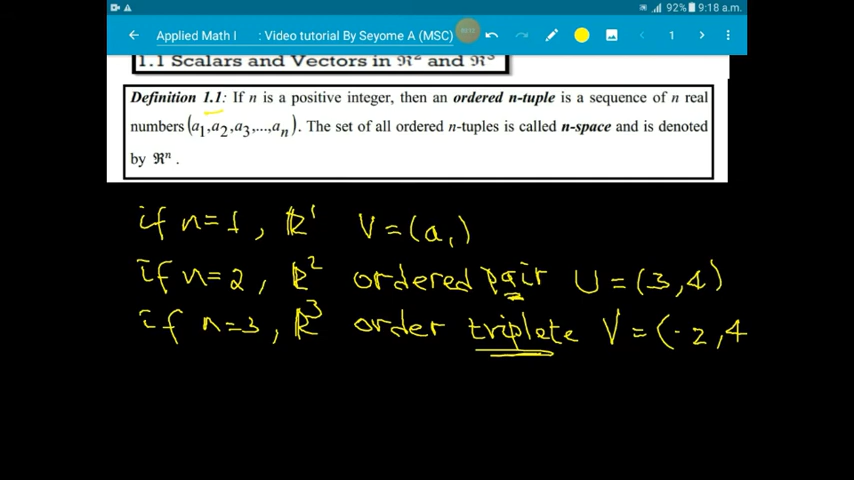 92% 9:18 a.m.
Applied Math I : Video tutorial By Seyome A (MSC) 1
1.1 Scalars and Vectors in ℜ² and ℜ³
Definition 1.1: If n is a positive integer, then an ordered n-tuple is a sequence of n real
numbers (a₁,a₂,a₃,...,aₙ). The set of all ordered n-tuples is called n-space and is denoted
by ℜⁿ .
if n=1, ℝ¹ V=(a₁)
if n=2, ℝ² ordered pair U=(3,4)
if n=3, ℝ³ order triplete V=(-2,4